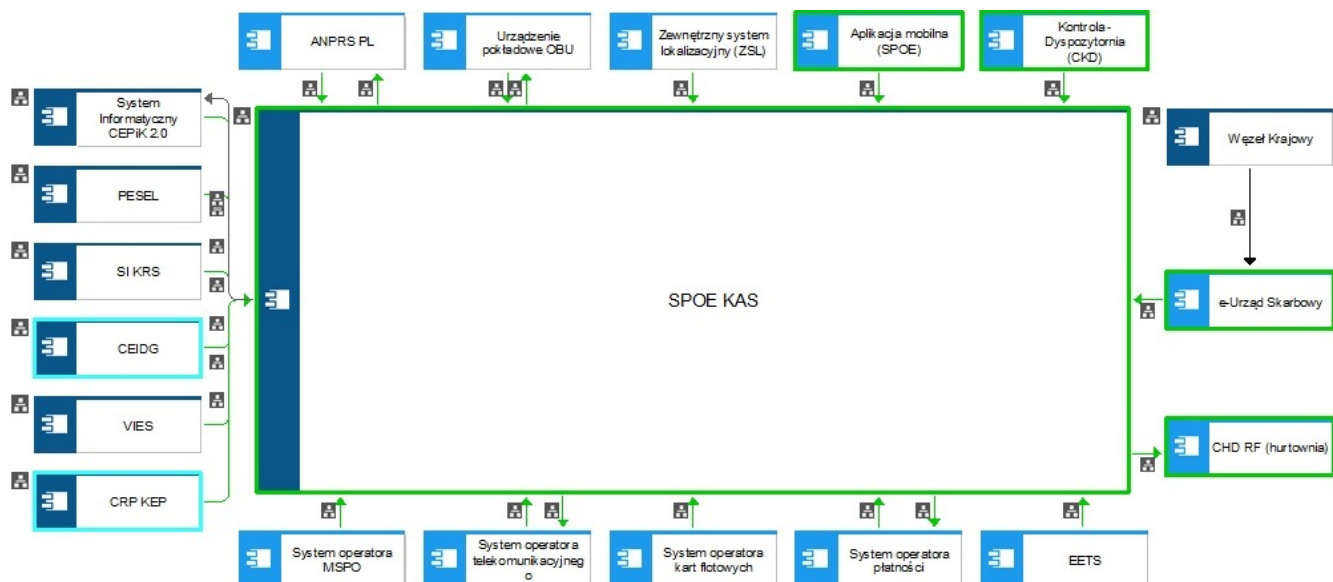 ANPRS PL
Urządzenie
pokładowe OBU
Zewnętrzny system
lokalizacyjny (ZSL)
Aplikacja mobilna
(SPOE)
Kontrola -
Dyspozytornia
(CKD)
System
Informatyczny
CEPiK 2.0
Węzeł Krajowy
PESEL
SI KRS
SPOE KAS
e-Urząd Skarbowy
CEIDG
VIES
CHD RF (hurtownia)
CRP KEP
System operatora
MSPO
System operatora
telekomunikacyjneg
o
System operatora
kart flotowych
System operatora
płatności
EETS